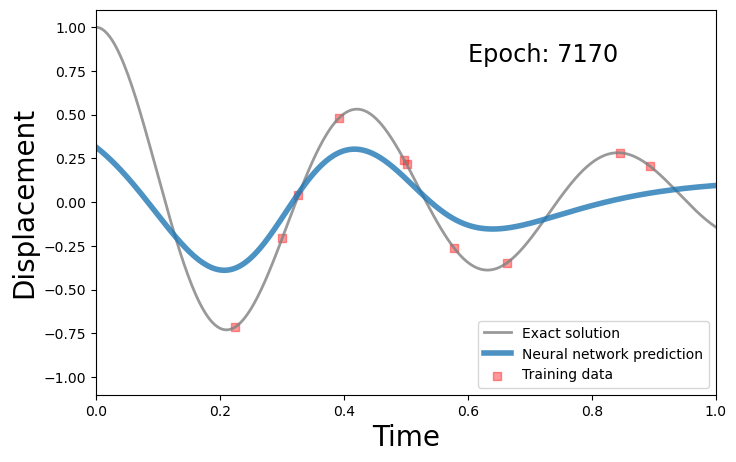 Epoch: 7170
1.00
0.75
0.50
0.25
0.00
−0.25
−0.50
−0.75
−1.00
Displacement
Exact solution
Neural network prediction
Training data
0.0 0.2 0.4 0.6 0.8 1.0
Time